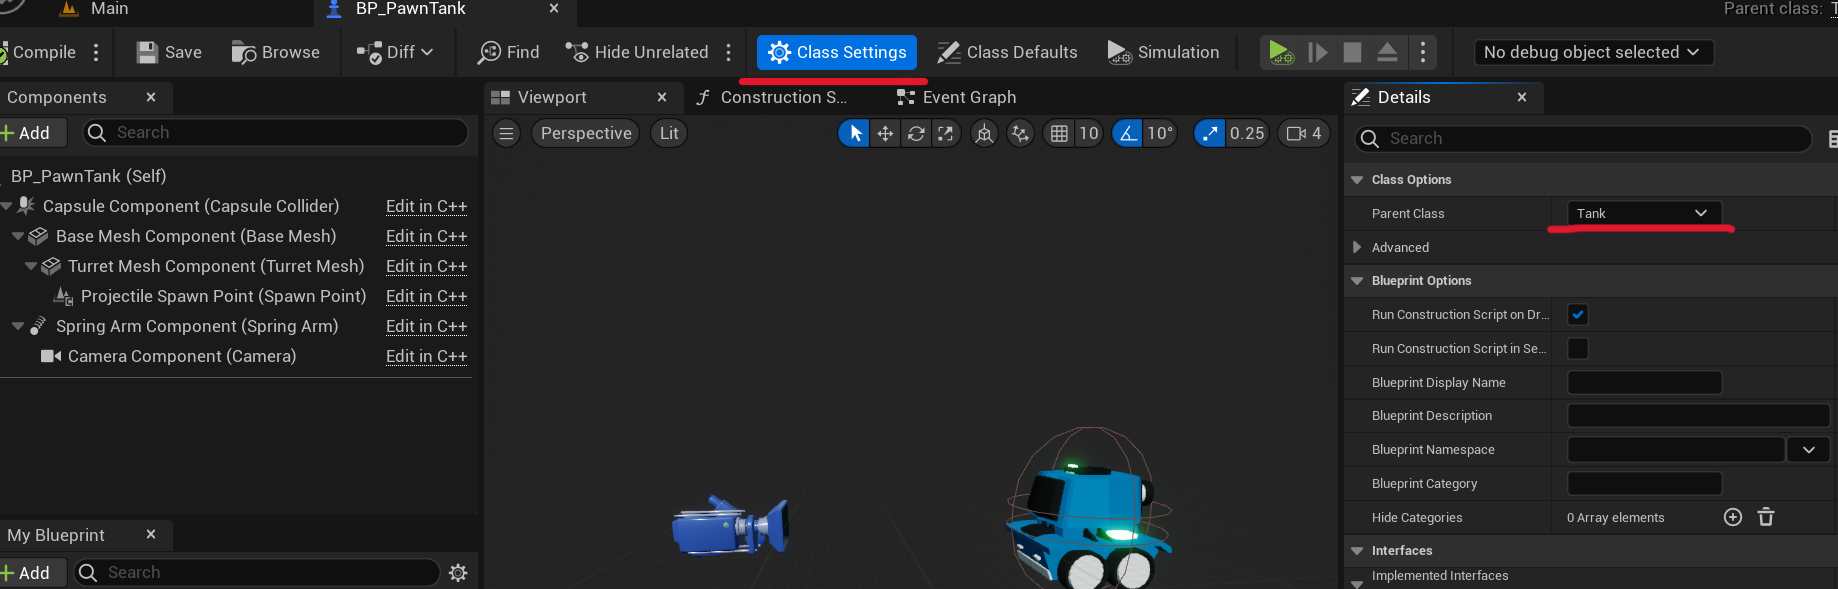 Main
BP_PawnTank
Parent class:
Compile
Save
Browse
Diff
Find
Hide Unrelated
Class Settings
Class Defaults
Simulation
No debug object selected
Components
Add
Search
BP_PawnTank (Self)
Capsule Component (Capsule Collider) Edit in C++
Base Mesh Component (Base Mesh) Edit in C++
Turret Mesh Component (Turret Mesh) Edit in C++
Projectile Spawn Point (Spawn Point) Edit in C++
Spring Arm Component (Spring Arm) Edit in C++
Camera Component (Camera) Edit in C++
My Blueprint
Add
Search
Viewport
Construction S...
Event Graph
Perspective
Lit
10
10°
0.25
4
Details
Search
Class Options
Parent Class Tank
Advanced
Blueprint Options
Run Construction Script on Dr...
Run Construction Script in Se...
Blueprint Display Name
Blueprint Description
Blueprint Namespace
Blueprint Category
Hide Categories 0 Array elements
Interfaces
Implemented Interfaces